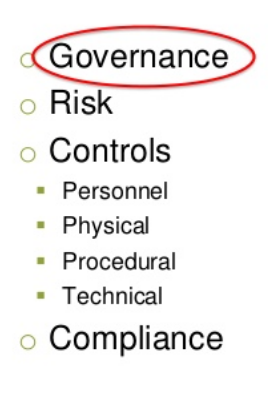 Governance
Risk
Controls
Personnel
Physical
Procedural
Technical
Compliance